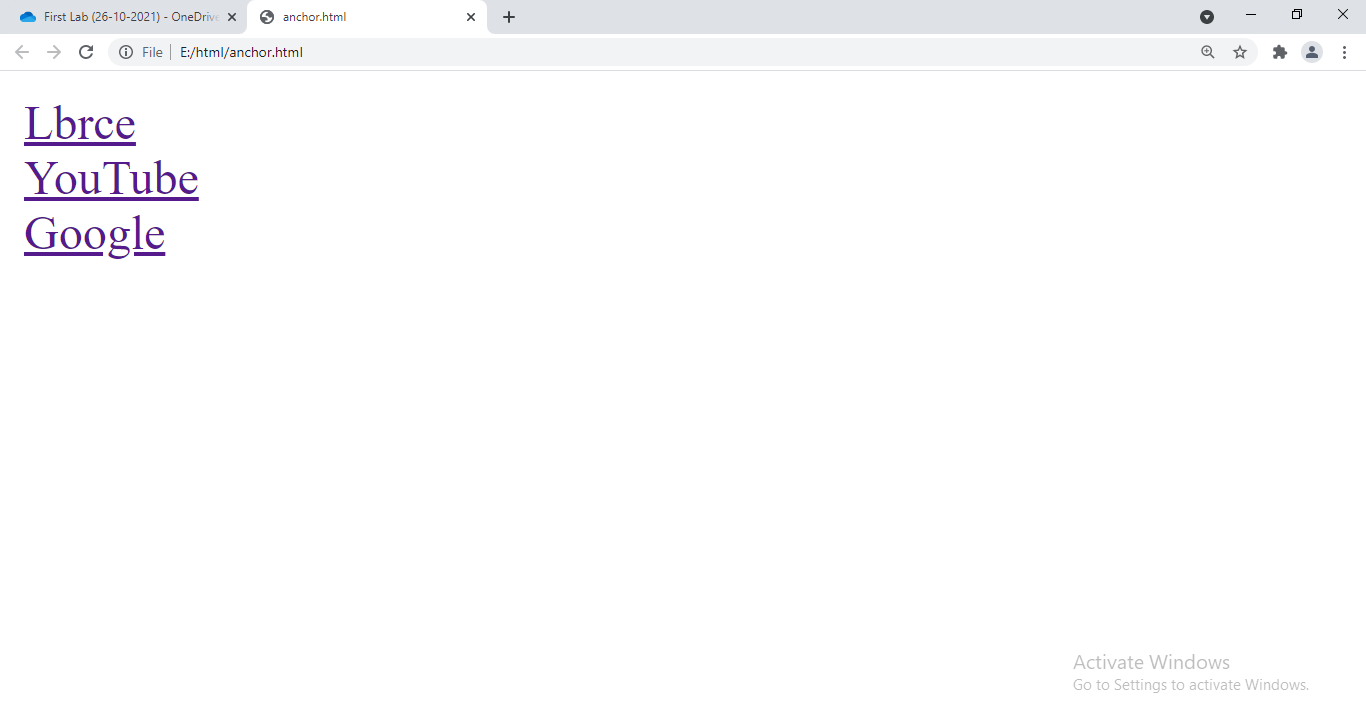 First Lab (26-10-2021) - OneDrive
anchor.html
File E:/html/anchor.html
Lbrce
YouTube
Google
Activate Windows
Go to Settings to activate Windows.